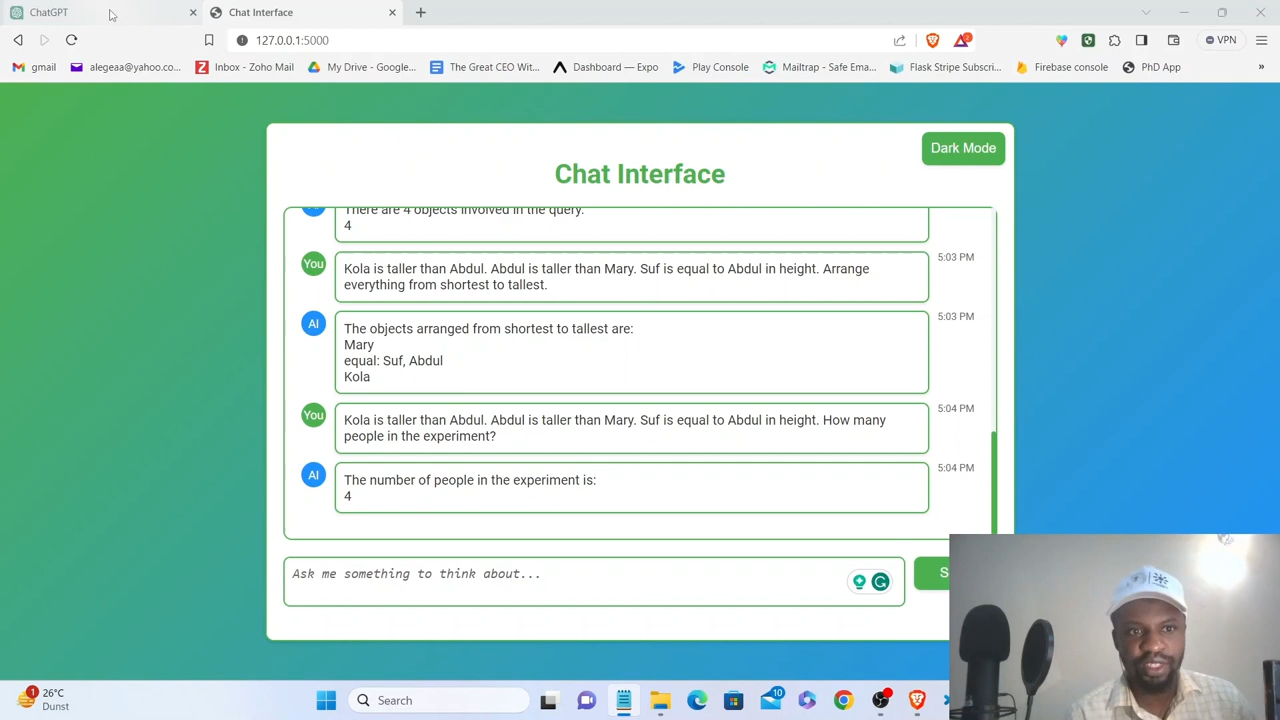 ChatGPT
Chat Interface
127.0.0.1:5000
VPN
gmail
alegeaa@yahoo.co...
Inbox - Zoho Mail
My Drive - Google...
The Great CEO Wit...
Dashboard — Expo
Play Console
Mailtrap - Safe Ema...
Flask Stripe Subscri...
Firebase console
PhD App
»
Dark Mode
Chat Interface
There are 4 objects involved in the query.
4
You
Kola is taller than Abdul. Abdul is taller than Mary. Suf is equal to Abdul in height. Arrange
everything from shortest to tallest.
5:03 PM
AI
The objects arranged from shortest to tallest are:
Mary
equal: Suf, Abdul
Kola
5:03 PM
You
Kola is taller than Abdul. Abdul is taller than Mary. Suf is equal to Abdul in height. How many
people in the experiment?
5:04 PM
AI
The number of people in the experiment is:
4
5:04 PM
Ask me something to think about...
S
1
26°C
Dunst
Search
10